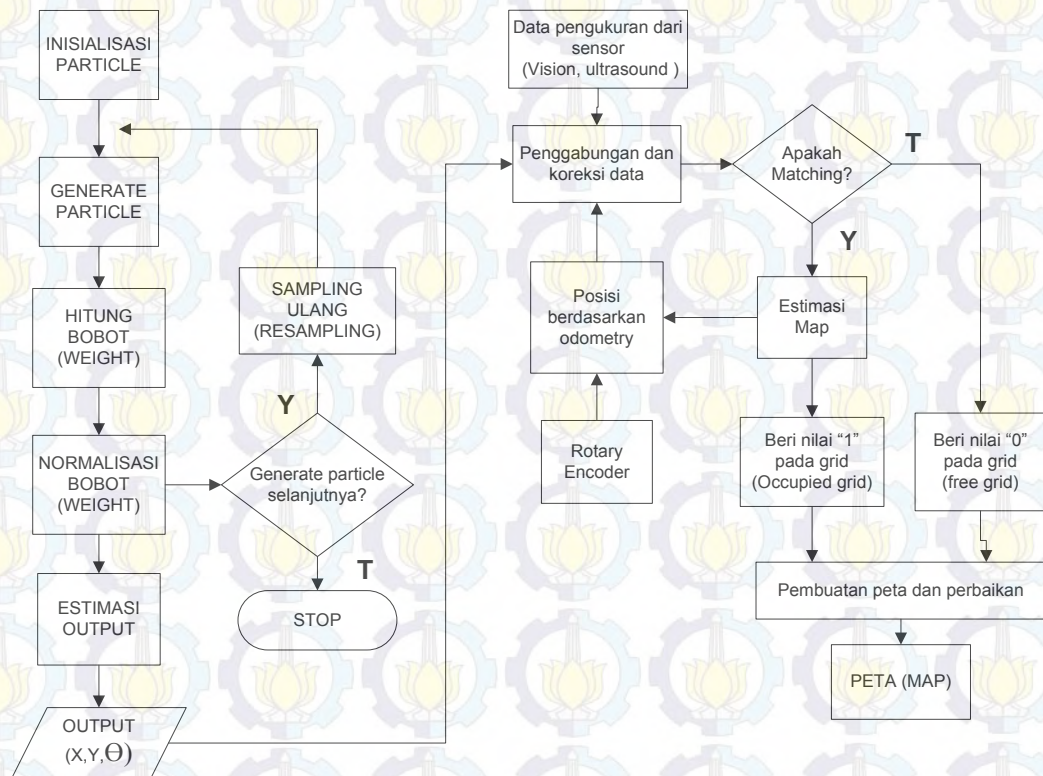 INISIALISASI
PARTICLE
GENERATE
PARTICLE
HITUNG
BOBOT
(WEIGHT)
NORMALISASI
BOBOT
(WEIGHT)
ESTIMASI
OUTPUT
OUTPUT
(X,Y,Ө)
SAMPLING
ULANG
(RESAMPLING)
Y
Generate particle
selanjutnya?
T
STOP
Data pengukuran dari
sensor
(Vision, ultrasound )
Penggabungan dan
koreksi data
Posisi
berdasarkan
odometry
Rotary
Encoder
Apakah
Matching?
T
Y
Estimasi
Map
Beri nilai “1”
pada grid
(Occupied grid)
Beri nilai “0”
pada grid
(free grid)
Pembuatan peta dan perbaikan
PETA (MAP)